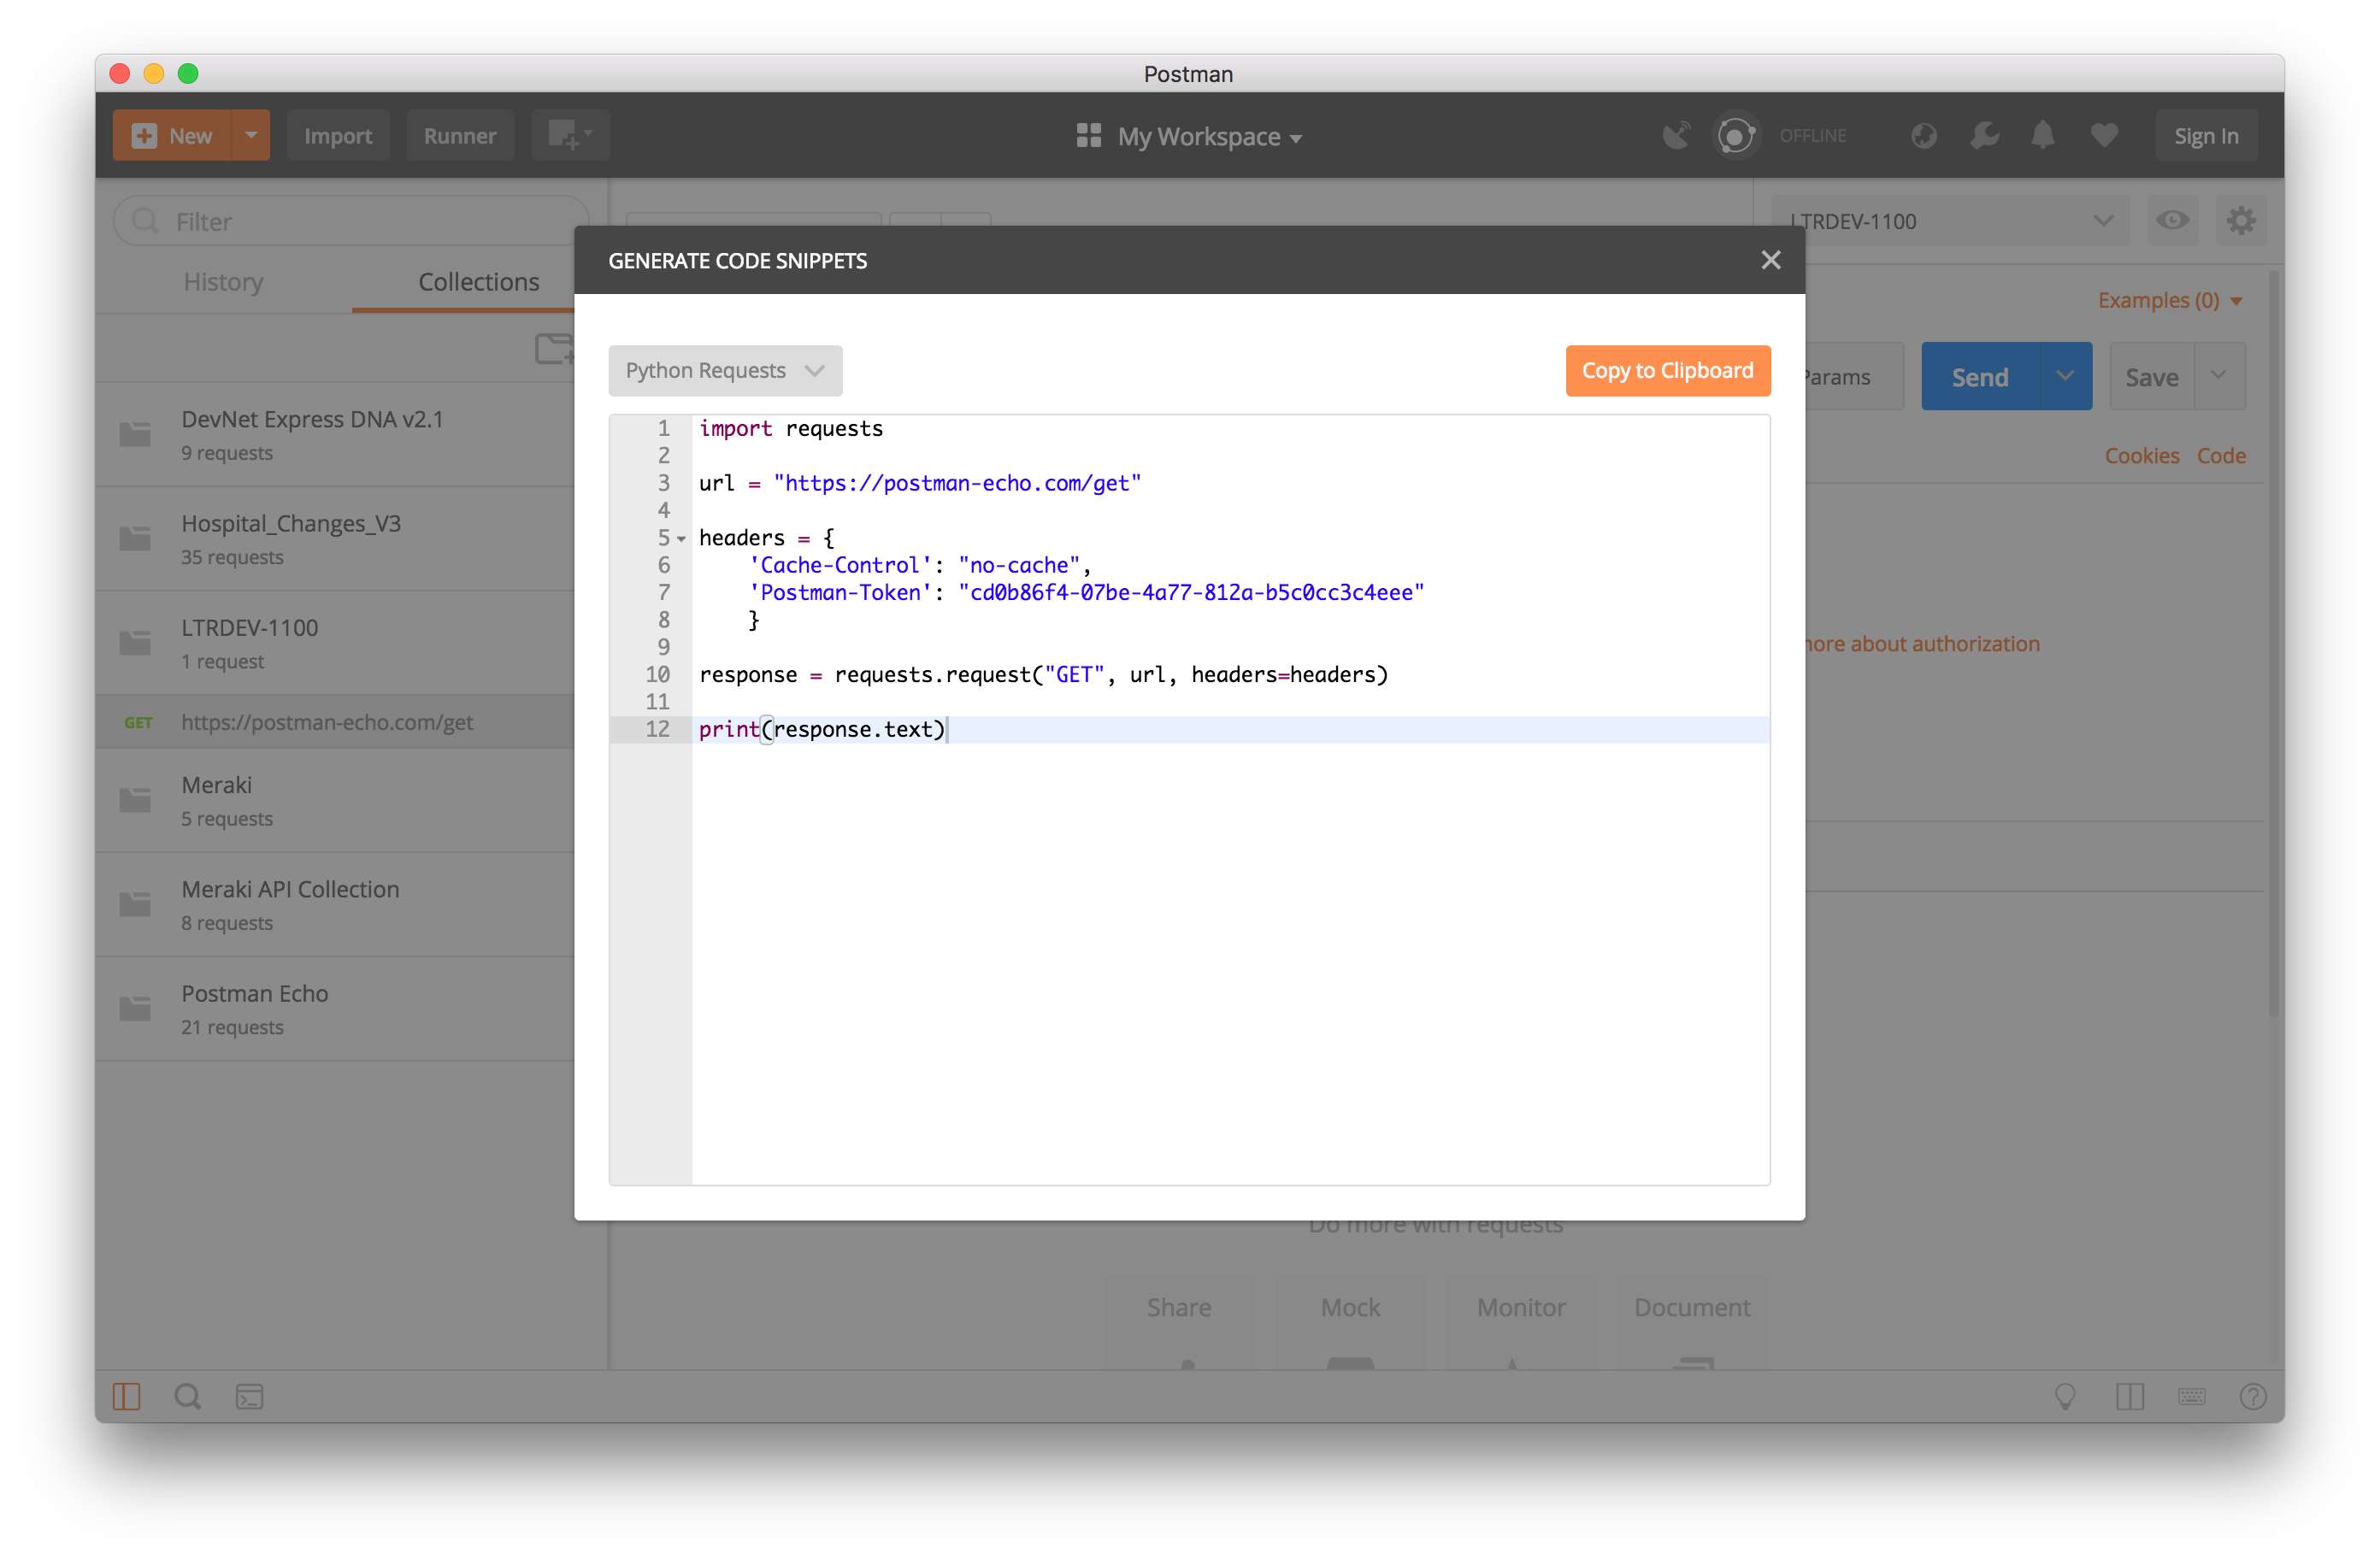 Postman
New
Import
Runner
My Workspace
OFFLINE
Sign In
Filter
History
Collections
LTRDEV-1100
Examples (0)
Params
Send
Save
Cookies
Code
more about authorization
DevNet Express DNA v2.1
9 requests
Hospital_Changes_V3
35 requests
LTRDEV-1100
1 request
GET
https://postman-echo.com/get
Meraki
5 requests
Meraki API Collection
8 requests
Postman Echo
21 requests
GENERATE CODE SNIPPETS
Python Requests
Copy to Clipboard
1 import requests
2
3 url = "https://postman-echo.com/get"
4
5 headers = {
6     'Cache-Control': "no-cache",
7     'Postman-Token': "cd0b86f4-07be-4a77-812a-b5c0cc3c4eee"
8     }
9
10 response = requests.request("GET", url, headers=headers)
11
12 print(response.text)
Do more with requests
Share
Mock
Monitor
Document